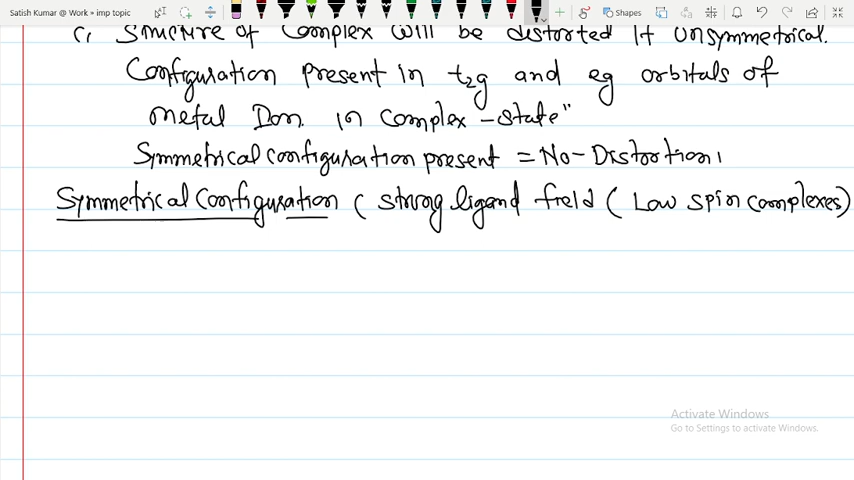 Satish Kumar @ Work » imp topic
Shapes
c, Structure of Complex will be distorted if Unsymmetrical.
Configuration present in t2g and eg orbitals of
metal Ion. in complex-state"
Symmetrical configuration present = No-Distortion,
Symmetrical Configuration ( strong ligand field ( Low spin complexes)
Activate Windows
Go to Settings to activate Windows.